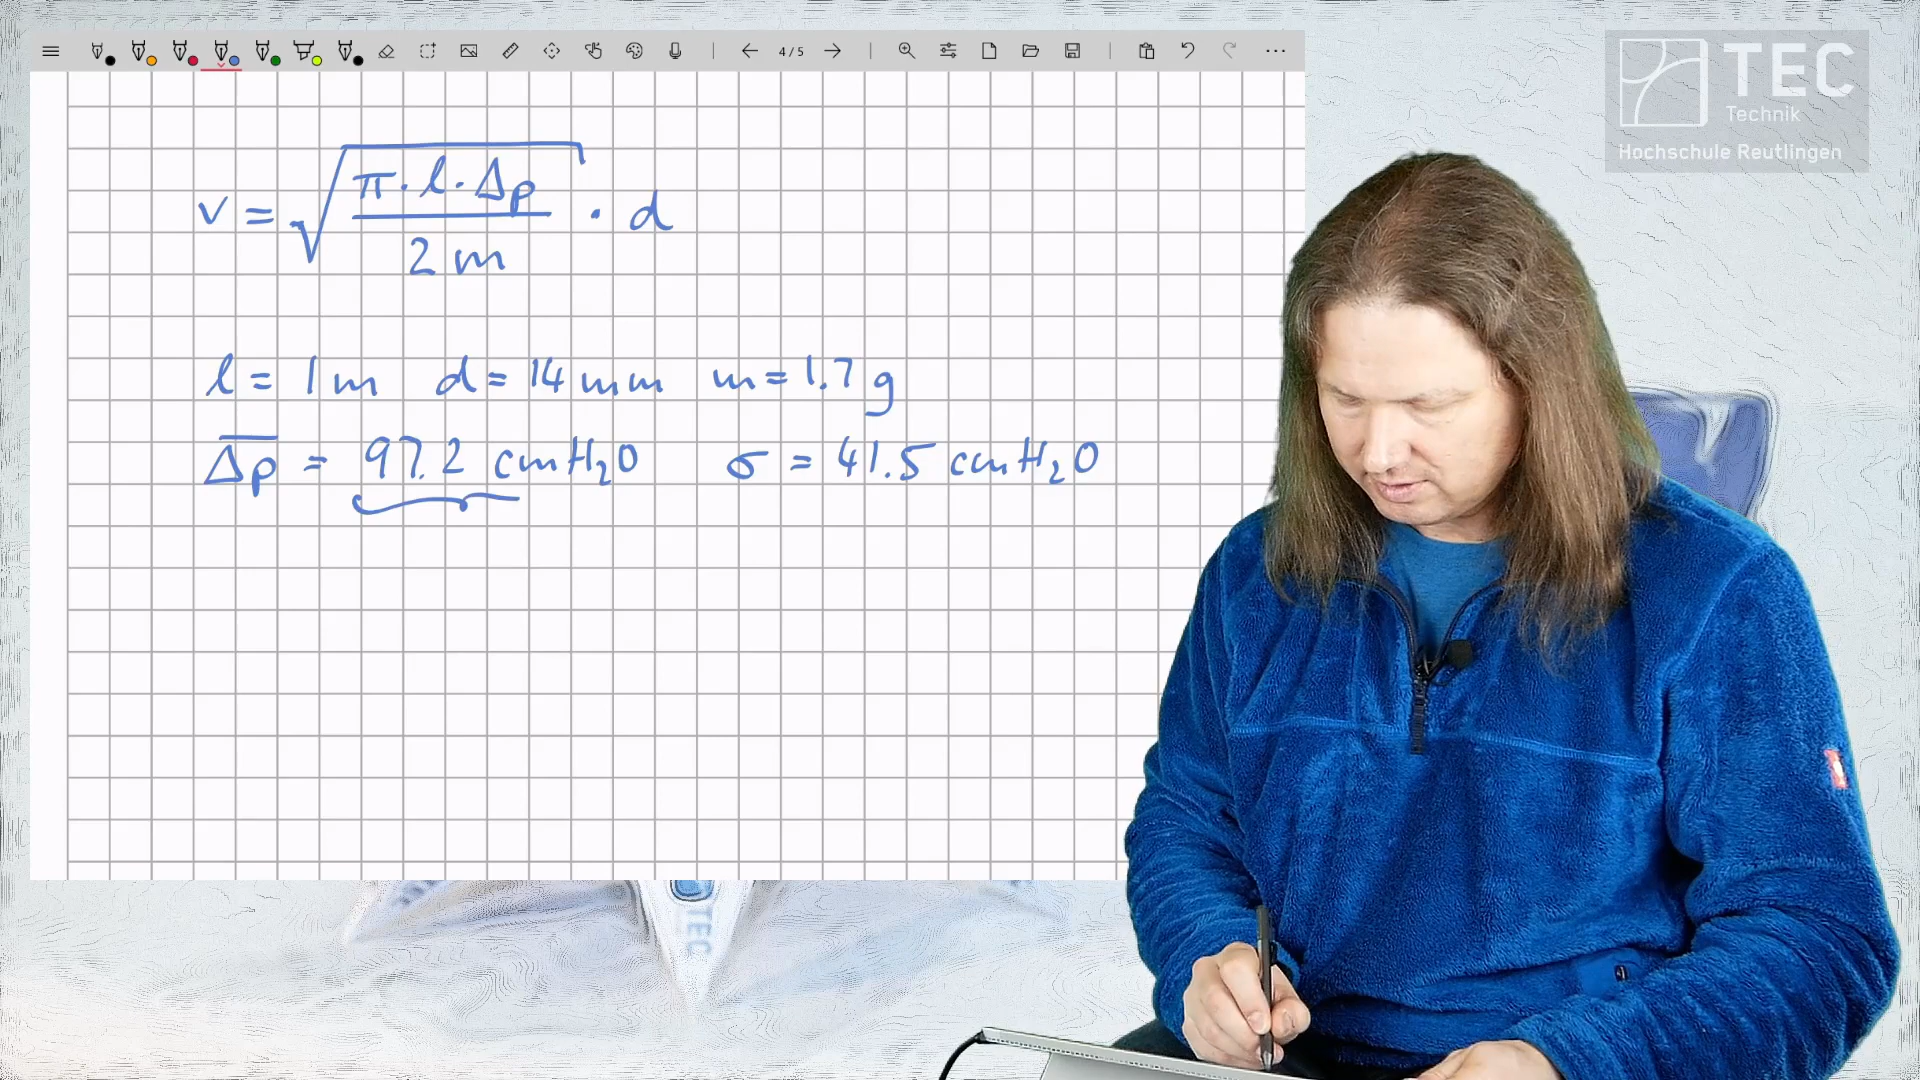 4 / 5
TEC
Technik
Hochschule Reutlingen
v = √(π · l · Δp / 2 m) · d
l = 1 m d = 14 mm m = 1.7 g
Δp̅ = 97.2 cmH₂O σ = 41.5 cmH₂O
TEC